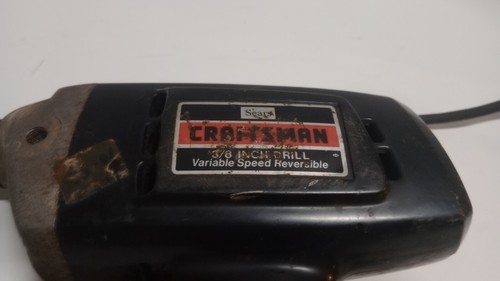 Sears
CRAFTSMAN
3/8 INCH DRILL
Variable Speed Reversible